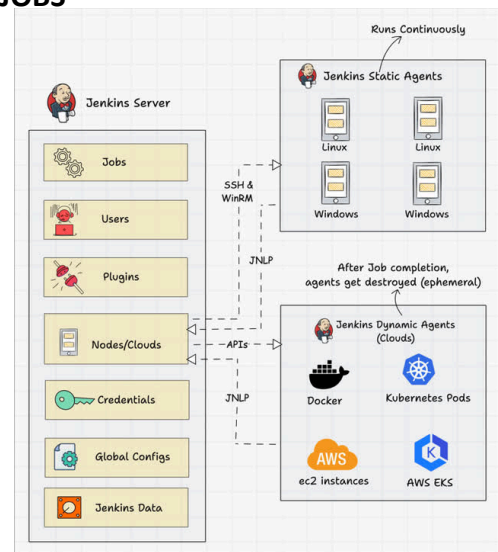 JOBS
Runs Continuously
Jenkins Server
Jobs
Users
Plugins
Nodes/Clouds
Credentials
Global Configs
Jenkins Data
SSH &
WinRM
JNLP
APIs
JNLP
Jenkins Static Agents
Linux
Linux
Windows
Windows
After Job completion,
agents get destroyed (ephemeral)
Jenkins Dynamic Agents
(Clouds)
Docker
Kubernetes Pods
AWS
ec2 instances
K
AWS EKS